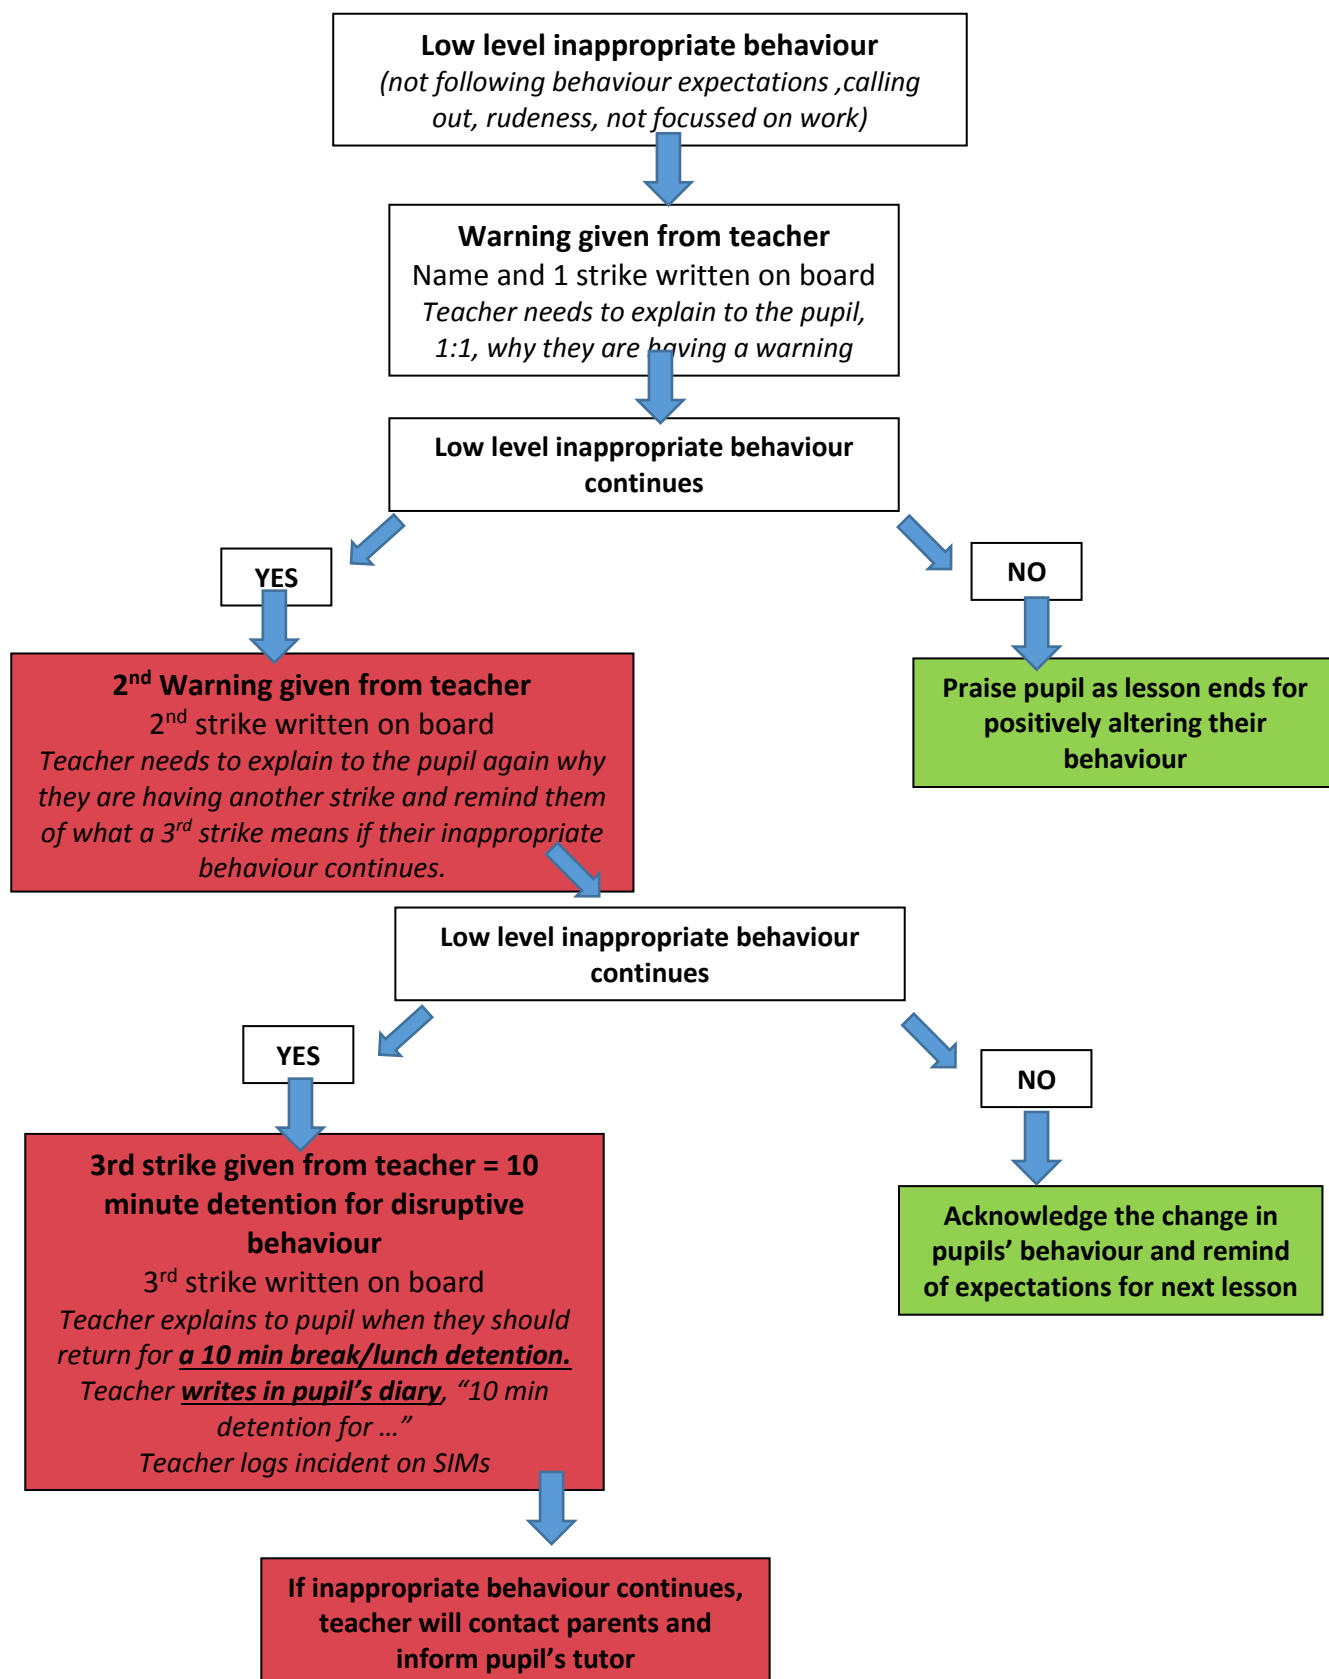 Low level inappropriate behaviour
(not following behaviour expectations ,calling
out, rudeness, not focussed on work)
Warning given from teacher
Name and 1 strike written on board
Teacher needs to explain to the pupil,
1:1, why they are having a warning
Low level inappropriate behaviour
continues
YES
NO
2nd Warning given from teacher
2nd strike written on board
Teacher needs to explain to the pupil again why
they are having another strike and remind them
of what a 3rd strike means if their inappropriate
behaviour continues.
Praise pupil as lesson ends for
positively altering their
behaviour
Low level inappropriate behaviour
continues
YES
NO
3rd strike given from teacher = 10
minute detention for disruptive
behaviour
3rd strike written on board
Teacher explains to pupil when they should
return for a 10 min break/lunch detention.
Teacher writes in pupil’s diary, “10 min
detention for …”
Teacher logs incident on SIMs
Acknowledge the change in
pupils’ behaviour and remind
of expectations for next lesson
If inappropriate behaviour continues,
teacher will contact parents and
inform pupil’s tutor